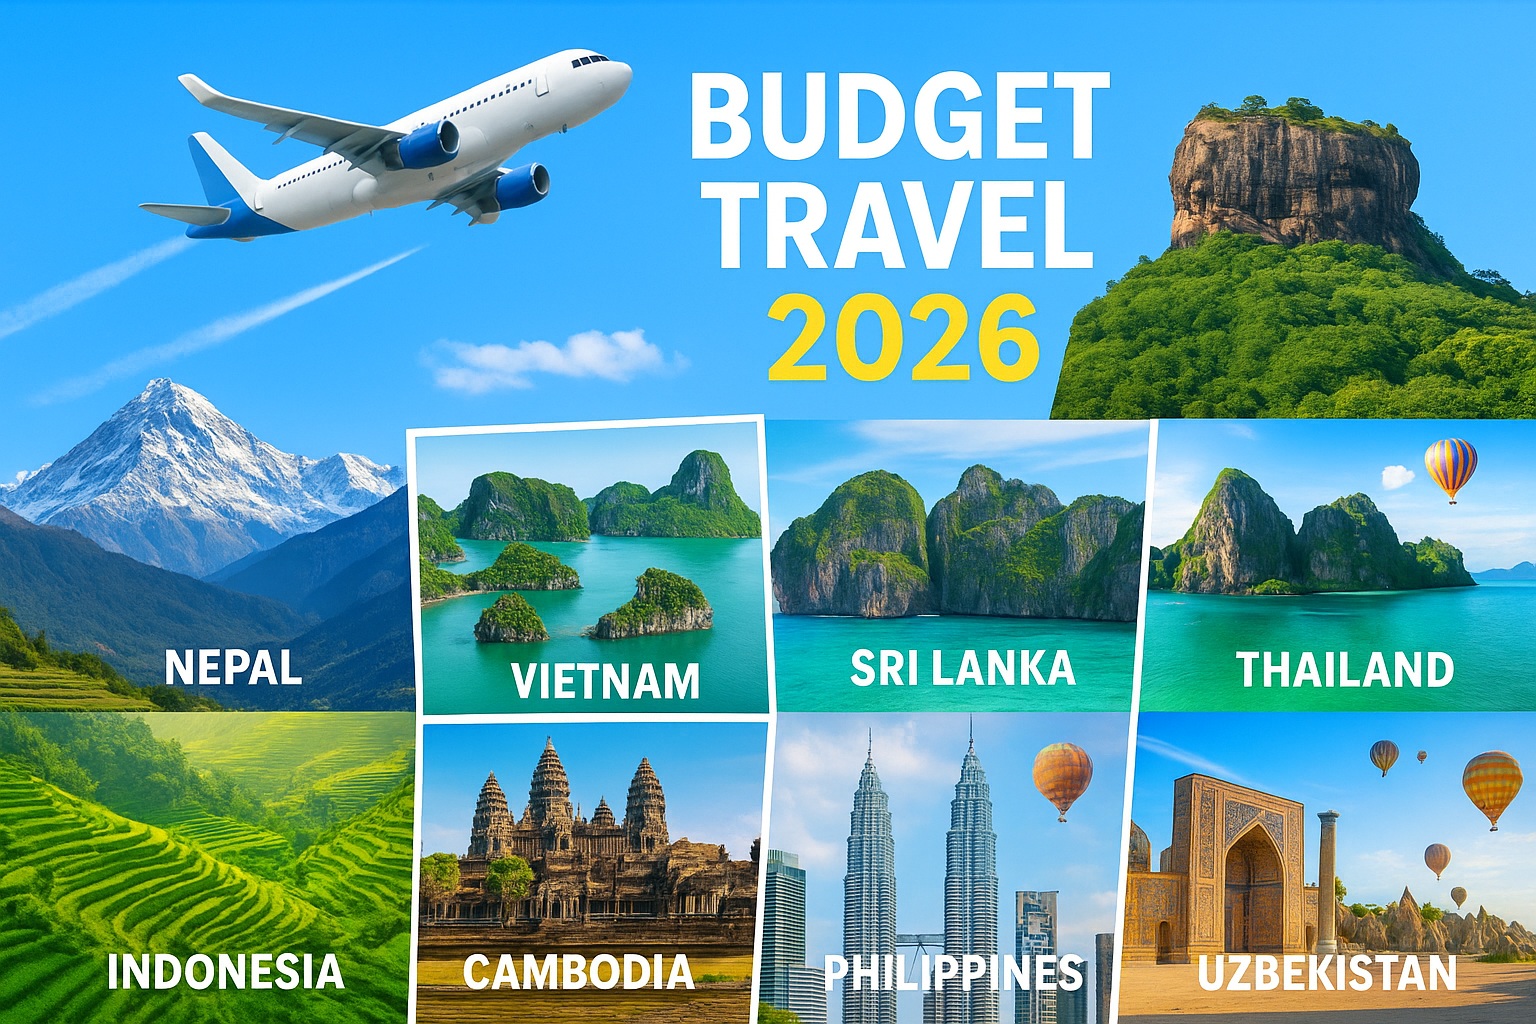 BUDGET
TRAVEL
2026
NEPAL
VIETNAM
SRI LANKA
THAILAND
INDONESIA
CAMBODIA
PHILIPPINES
UZBEKISTAN